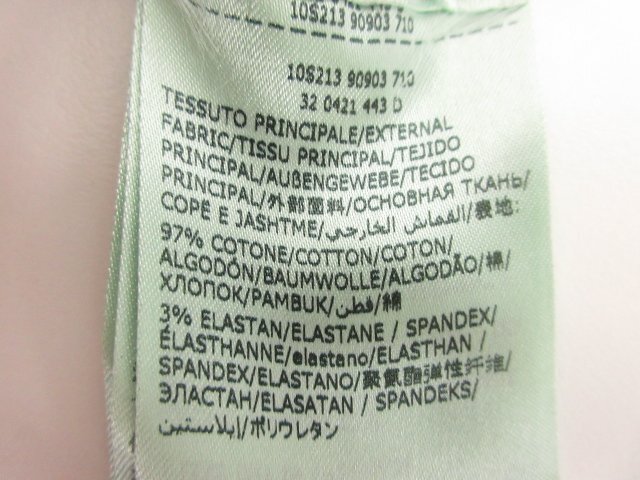 10S213 90903 710
10S213 90903 710
32 0421 443 D
TESSUTO PRINCIPALE/EXTERNAL
FABRIC/TISSU PRINCIPAL/TEJIDO
PRINCIPAL/AUßENGEWEBE/TECIDO
PRINCIPAL/外部面料/ОСНОВНАЯ ТКАНЬ/
COPË E JASHTME/القماش الخارجي/表地:
97% COTONE/COTTON/COTON/
ALGODÓN/BAUMWOLLE/ALGODÃO/棉/
ХЛОПОК/PAMBUK/قطن/綿
3% ELASTAN/ELASTANE / SPANDEX/
ÉLASTHANNE/elastano/ELASTHAN /
SPANDEX/ELASTANO/聚氨酯弹性纤维/
ЭЛАСТАН/ELASATAN / SPANDEKS/
إيلاستين/ポリウレタン